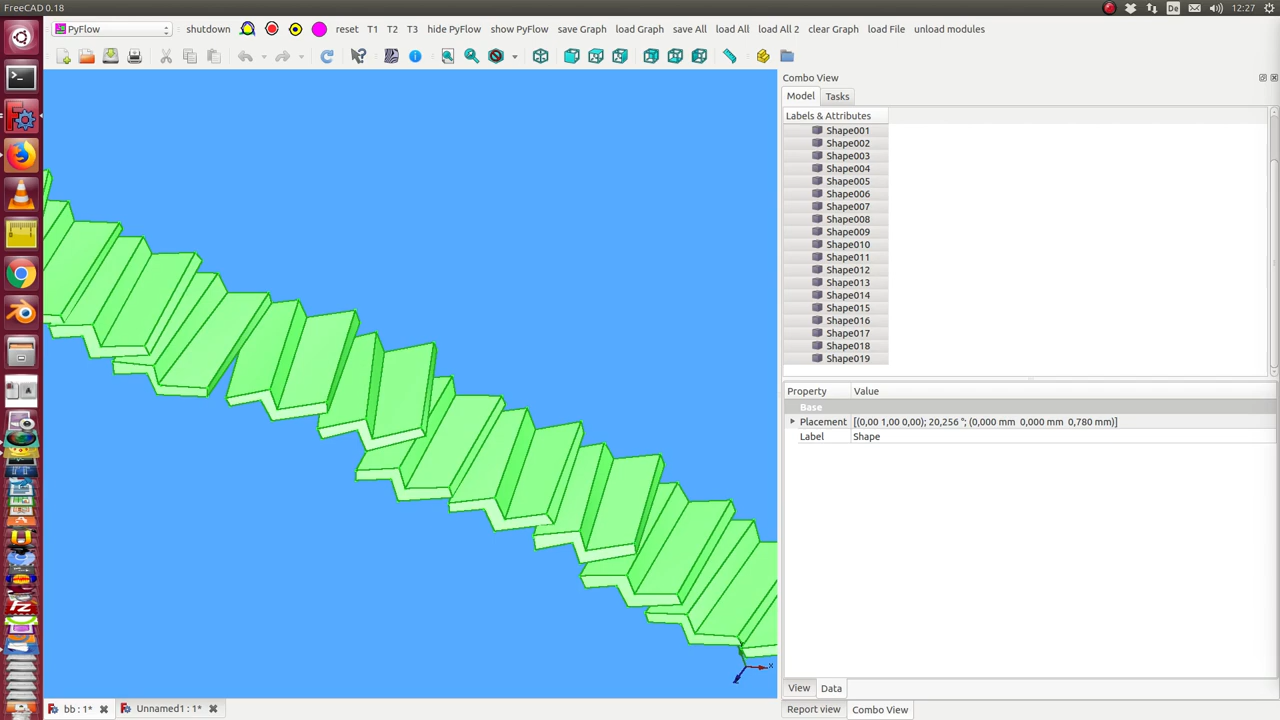 FreeCAD 0.18
De
12:27
PyFlow
shutdown
reset T1 T2 T3 hide PyFlow show PyFlow save Graph load Graph save All load All load All 2 clear Graph load File unload modules
Combo View
Model Tasks
Labels & Attributes
Shape001
Shape002
Shape003
Shape004
Shape005
Shape006
Shape007
Shape008
Shape009
Shape010
Shape011
Shape012
Shape013
Shape014
Shape015
Shape016
Shape017
Shape018
Shape019
Property Value
Base
Placement [(0,00 1,00 0,00); 20,256 °; (0,000 mm 0,000 mm 0,780 mm)]
Label Shape
x
View Data
bb : 1* Unnamed1 : 1*
Report view Combo View